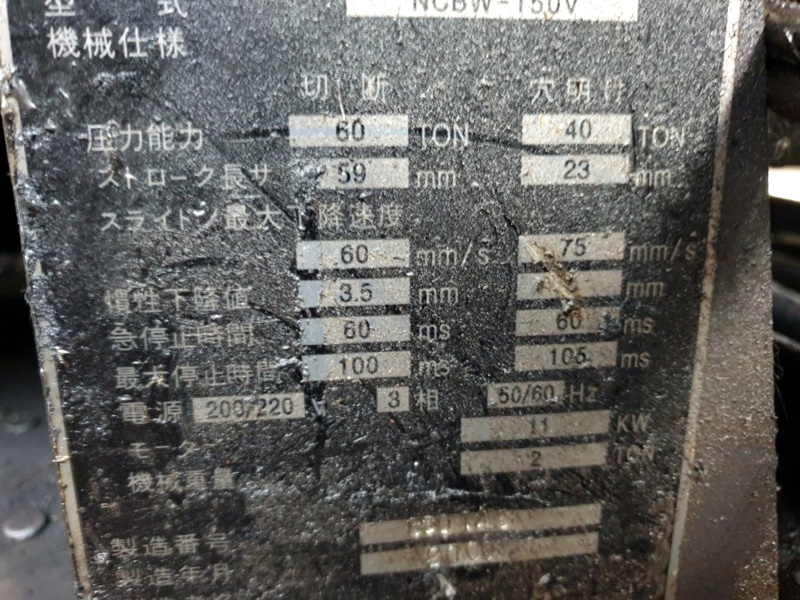 型 式 NCBW-150V
機械仕様
切 断 穴明け
圧力能力 60 TON 40 TON
ストローク長サ 59 mm 23 mm
スライドン最大下降速度
60 mm/s 75 mm/s
惰性下降値 3.5 mm mm
急停止時間 60 ms 60 ms
最大停止時間 100 ms 105 ms
電源 200/220 V 3 相 50/60 Hz
モータ 11 KW
機械重量 2 TON
製造番号
製造年月